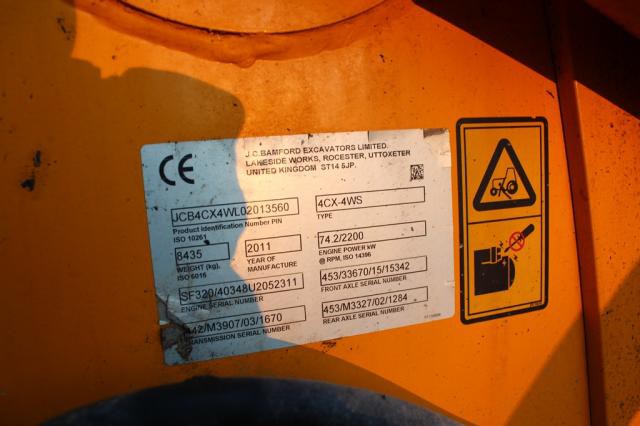 CE
J.C.BAMFORD EXCAVATORS LIMITED.
LAKESIDE WORKS, ROCESTER, UTTOXETER
UNITED KINGDOM ST14 5JP.
JCB4CX4WL02013560
Product Identification Number PIN
ISO 10261
4CX-4WS
TYPE
8435
WEIGHT (kg),
ISO 6016
2011
YEAR OF
MANUFACTURE
74.2/2200
ENGINE POWER kW
@ RPM, ISO 14396
SF320/40348U2052311
ENGINE SERIAL NUMBER
453/33670/15/15342
FRONT AXLE SERIAL NUMBER
/M3907/03/1670
SERIAL NUMBER
453/M3327/02/1284
REAR AXLE SERIAL NUMBER